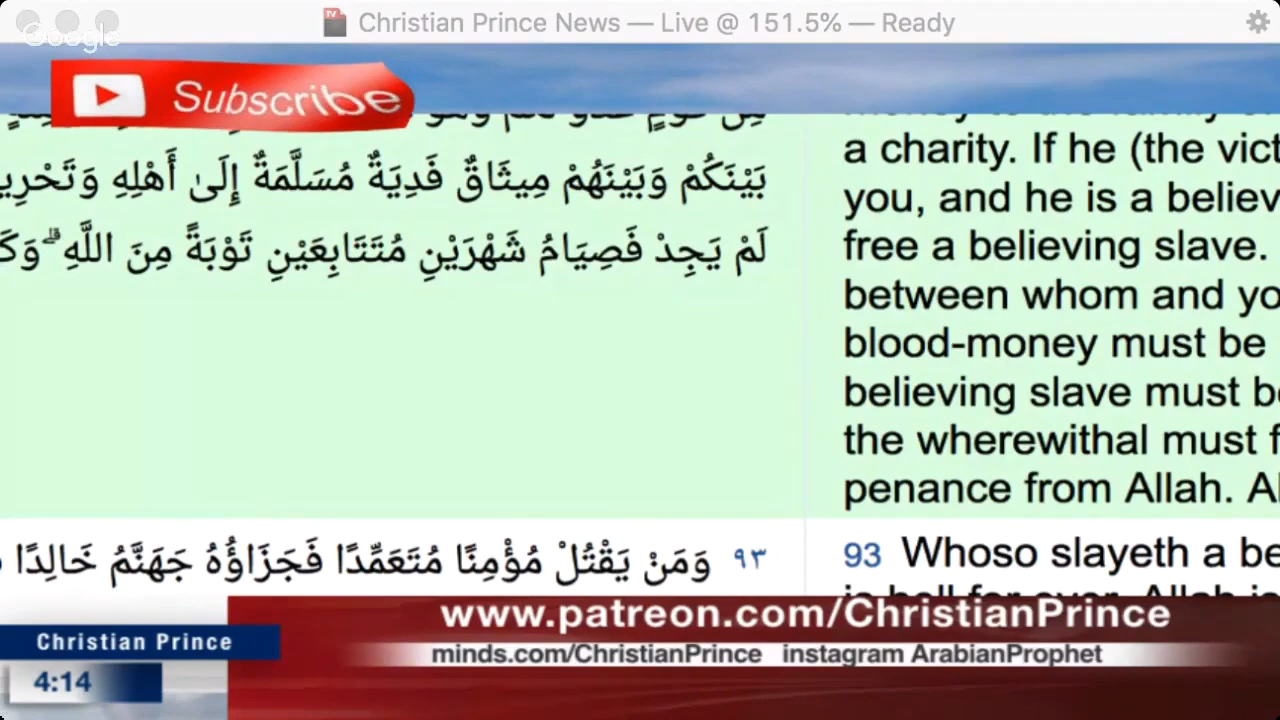 Christian Prince News — Live @ 151.5% — Ready
Google
Subscribe
بَيْنَكُمْ وَبَيْنَهُمْ مِيثَاقٌ فَدِيَةٌ مُسَلَّمَةٌ إِلَىٰ أَهْلِهِ
لَمْ يَجِدْ فَصِيَامُ شَهْرَيْنِ مُتَتَابِعَيْنِ تَوْبَةً مِنَ اللَّهِ ۗ
٩٣ وَمَنْ يَقْتُلْ مُؤْمِنًا مُتَعَمِّدًا فَجَزَاؤُهُ جَهَنَّمُ خَالِدًا
a charity. If he (the vict
you, and he is a believ
free a believing slave.
between whom and yo
blood-money must be
believing slave must be
the wherewithal must f
penance from Allah. Al
93 Whoso slayeth a be
www.patreon.com/ChristianPrince
minds.com/ChristianPrince instagram ArabianProphet
Christian Prince
4:14